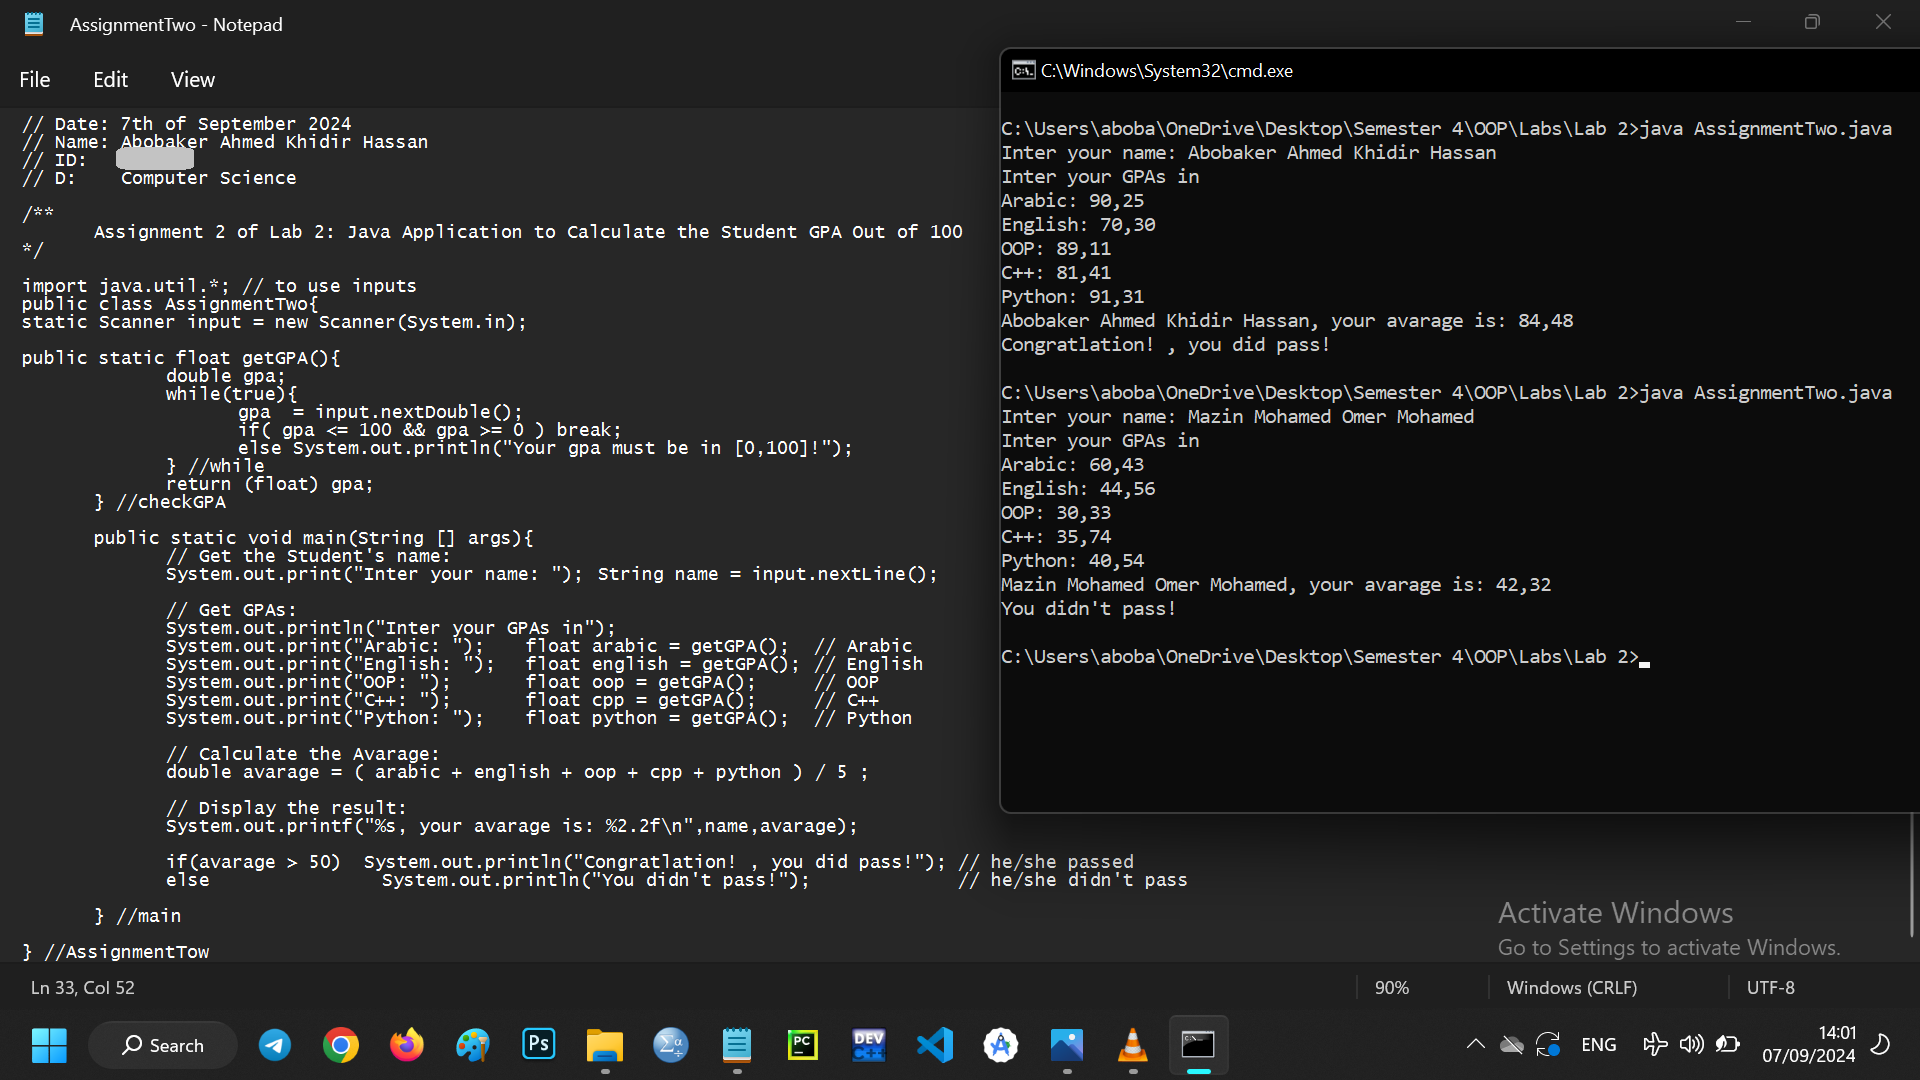 AssignmentTwo - Notepad
File Edit View
// Date: 7th of September 2024
// Name: Abobaker Ahmed Khidir Hassan
// ID:
// D:    Computer Science
/**
Assignment 2 of Lab 2: Java Application to Calculate the Student GPA Out of 100
*/
import java.util.*; // to use inputs
public class AssignmentTwo{
static Scanner input = new Scanner(System.in);
public static float getGPA(){
double gpa;
while(true){
gpa  = input.nextDouble();
if( gpa <= 100 && gpa >= 0 ) break;
else System.out.println("Your gpa must be in [0,100]!");
} //while
return (float) gpa;
} //checkGPA
public static void main(String [] args){
// Get the Student's name:
System.out.print("Inter your name: "); String name = input.nextLine();
// Get GPAs:
System.out.println("Inter your GPAs in");
System.out.print("Arabic: ");    float arabic = getGPA();  // Arabic
System.out.print("English: ");   float english = getGPA(); // English
System.out.print("OOP: ");       float oop = getGPA();     // OOP
System.out.print("C++: ");       float cpp = getGPA();     // C++
System.out.print("Python: ");    float python = getGPA();  // Python
// Calculate the Avarage:
double avarage = ( arabic + english + oop + cpp + python ) / 5 ;
// Display the result:
System.out.printf("%s, your avarage is: %2.2f\n",name,avarage);
if(avarage > 50)  System.out.println("Congratlation! , you did pass!"); // he/she passed
else                System.out.println("You didn't pass!");              // he/she didn't pass
} //main
} //AssignmentTow
C:\Windows\System32\cmd.exe
C:\Users\aboba\OneDrive\Desktop\Semester 4\OOP\Labs\Lab 2>java AssignmentTwo.java
Inter your name: Abobaker Ahmed Khidir Hassan
Inter your GPAs in
Arabic: 90,25
English: 70,30
OOP: 89,11
C++: 81,41
Python: 91,31
Abobaker Ahmed Khidir Hassan, your avarage is: 84,48
Congratlation! , you did pass!
C:\Users\aboba\OneDrive\Desktop\Semester 4\OOP\Labs\Lab 2>java AssignmentTwo.java
Inter your name: Mazin Mohamed Omer Mohamed
Inter your GPAs in
Arabic: 60,43
English: 44,56
OOP: 30,33
C++: 35,74
Python: 40,54
Mazin Mohamed Omer Mohamed, your avarage is: 42,32
You didn't pass!
C:\Users\aboba\OneDrive\Desktop\Semester 4\OOP\Labs\Lab 2>
Activate Windows
Go to Settings to activate Windows.
Ln 33, Col 52
90%
Windows (CRLF)
UTF-8
Search
Ps
PC
DEV
C++
ENG
14:01
07/09/2024